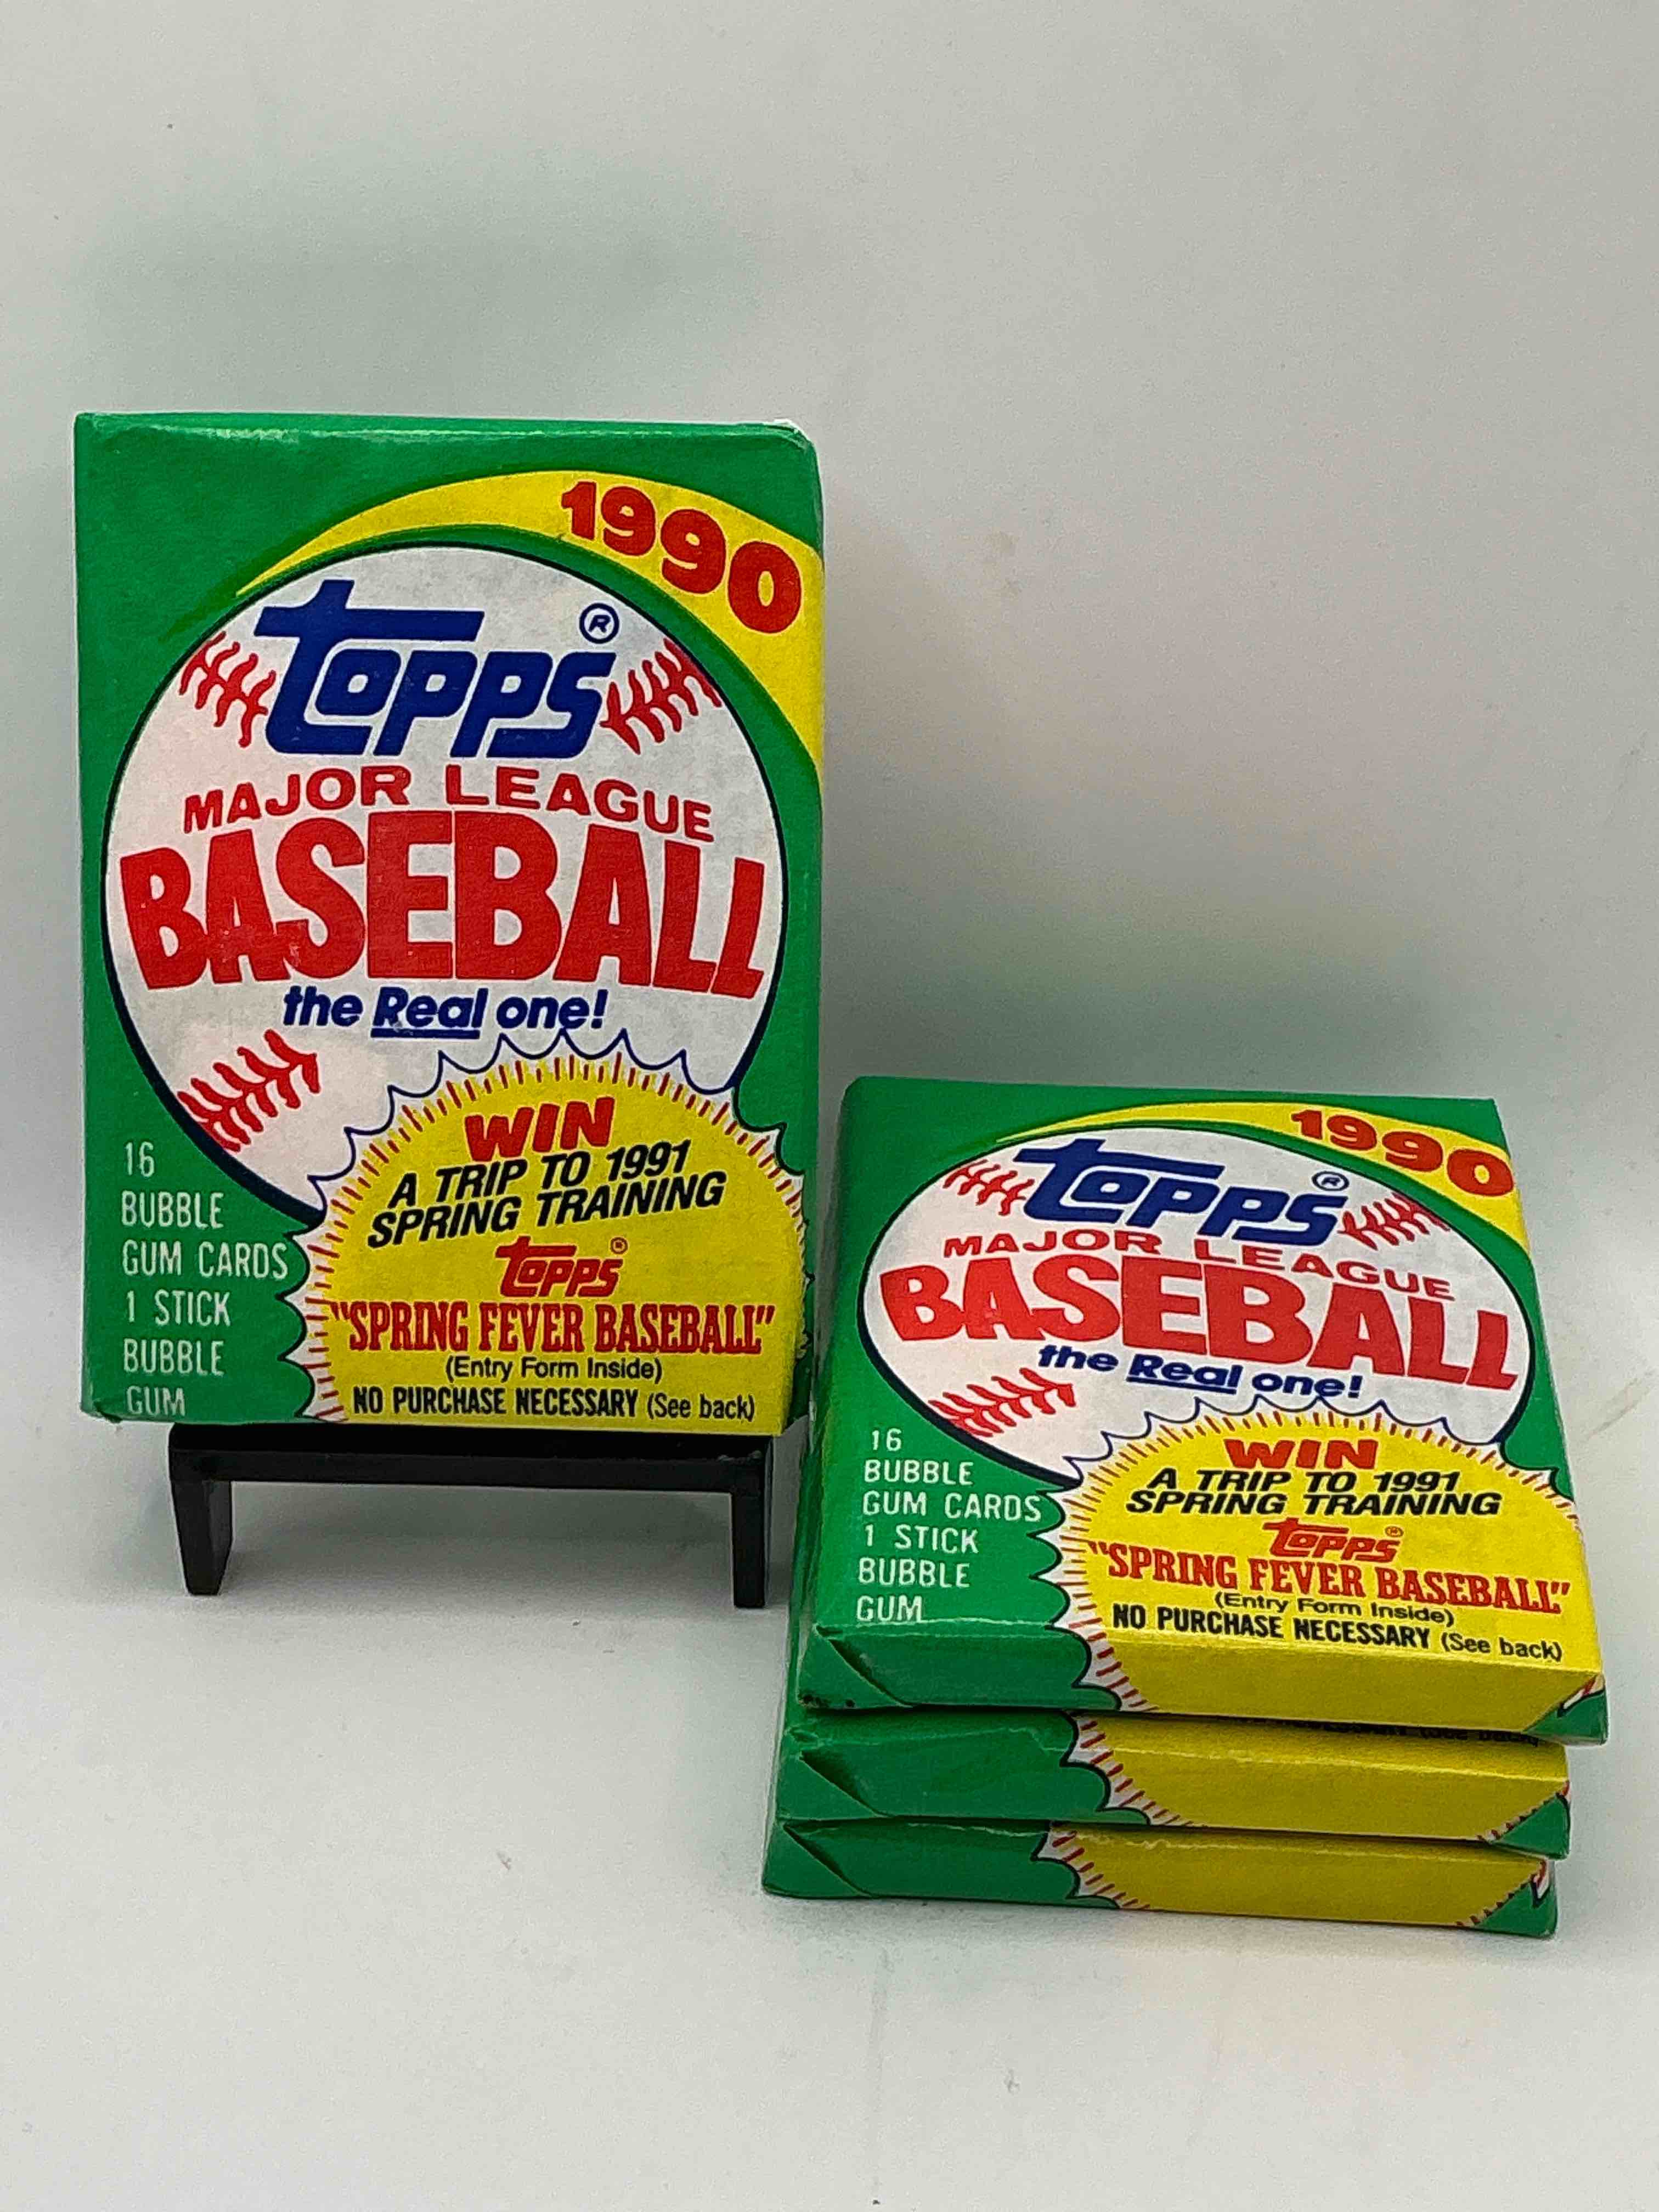 1990
Topps®
MAJOR LEAGUE
BASEBALL
the Real one!
16
BUBBLE
GUM CARDS
1 STICK
BUBBLE
GUM
WIN
A TRIP TO 1991
SPRING TRAINING
Topps®
"SPRING FEVER BASEBALL"
(Entry Form Inside)
NO PURCHASE NECESSARY (See back)
1990
Topps®
MAJOR LEAGUE
BASEBALL
the Real one!
16
BUBBLE
GUM CARDS
1 STICK
BUBBLE
GUM
WIN
A TRIP TO 1991
SPRING TRAINING
Topps®
"SPRING FEVER BASEBALL"
(Entry Form Inside)
NO PURCHASE NECESSARY (See back)